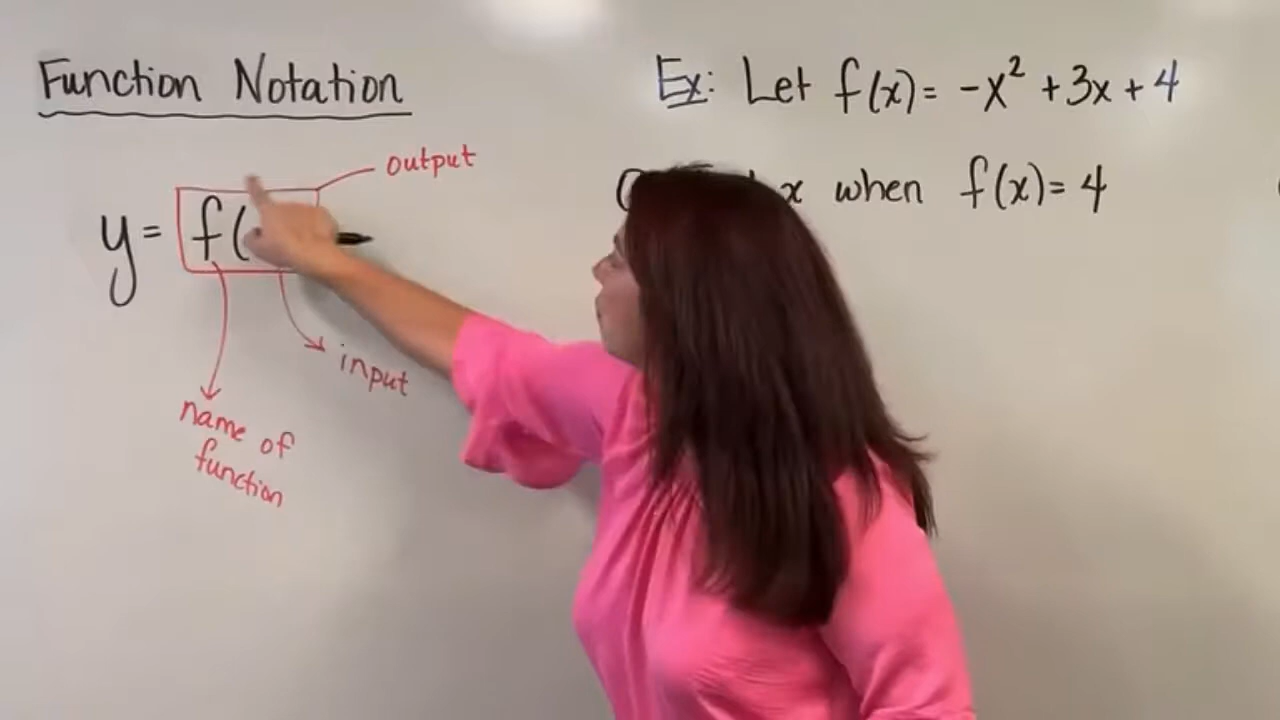 Function Notation
output
y = f(
input
name of
function
Ex: Let f(x) = -x² + 3x + 4
x when f(x) = 4